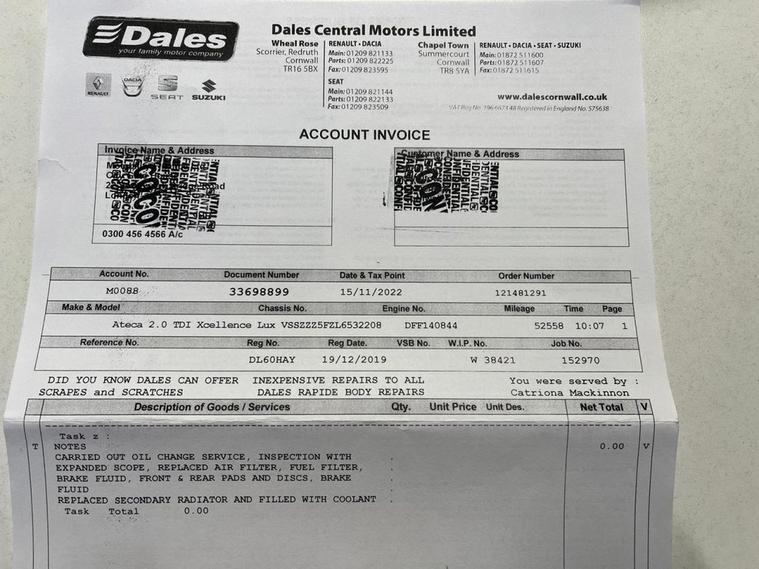 Dales
your family motor company
RENAULT
DACIA
SEAT
SUZUKI
Dales Central Motors Limited
Wheal Rose
Scorrier, Redruth
Cornwall
TR16 5BX
RENAULT · DACIA
Main: 01209 821133
Parts: 01209 822225
Fax: 01209 823595
SEAT
Main: 01209 821144
Parts: 01209 822133
Fax: 01209 823509
Chapel Town
Summercourt
Cornwall
TR8 5YA
RENAULT · DACIA · SEAT · SUZUKI
Main: 01872 511600
Parts: 01872 511607
Fax: 01872 511615
www.dalescornwall.co.uk
VAT Reg No. Registered in England No. 575638
ACCOUNT INVOICE
Invoice Name & Address
0300 456 4566 A/c
Customer Name & Address
Account No. Document Number Date & Tax Point Order Number
M0088 33698899 15/11/2022 121481291
Make & Model Chassis No. Engine No. Mileage Time Page
Ateca 2.0 TDI Xcellence Lux VSSZZZ5FZL6532208 DFF140844 52558 10:07 1
Reference No. Reg No. Reg Date. VSB No. W.I.P. No. Job No.
DL60HAY 19/12/2019 W 38421 152970
DID YOU KNOW DALES CAN OFFER INEXPENSIVE REPAIRS TO ALL You were served by :
SCRAPES and SCRATCHES DALES RAPIDE BODY REPAIRS Catriona Mackinnon
Description of Goods / Services Qty. Unit Price Unit Des. Net Total V
Task z :
T NOTES 0.00 V
CARRIED OUT OIL CHANGE SERVICE, INSPECTION WITH
EXPANDED SCOPE, REPLACED AIR FILTER, FUEL FILTER,
BRAKE FLUID, FRONT & REAR PADS AND DISCS, BRAKE
FLUID
REPLACED SECONDARY RADIATOR AND FILLED WITH COOLANT
Task Total 0.00